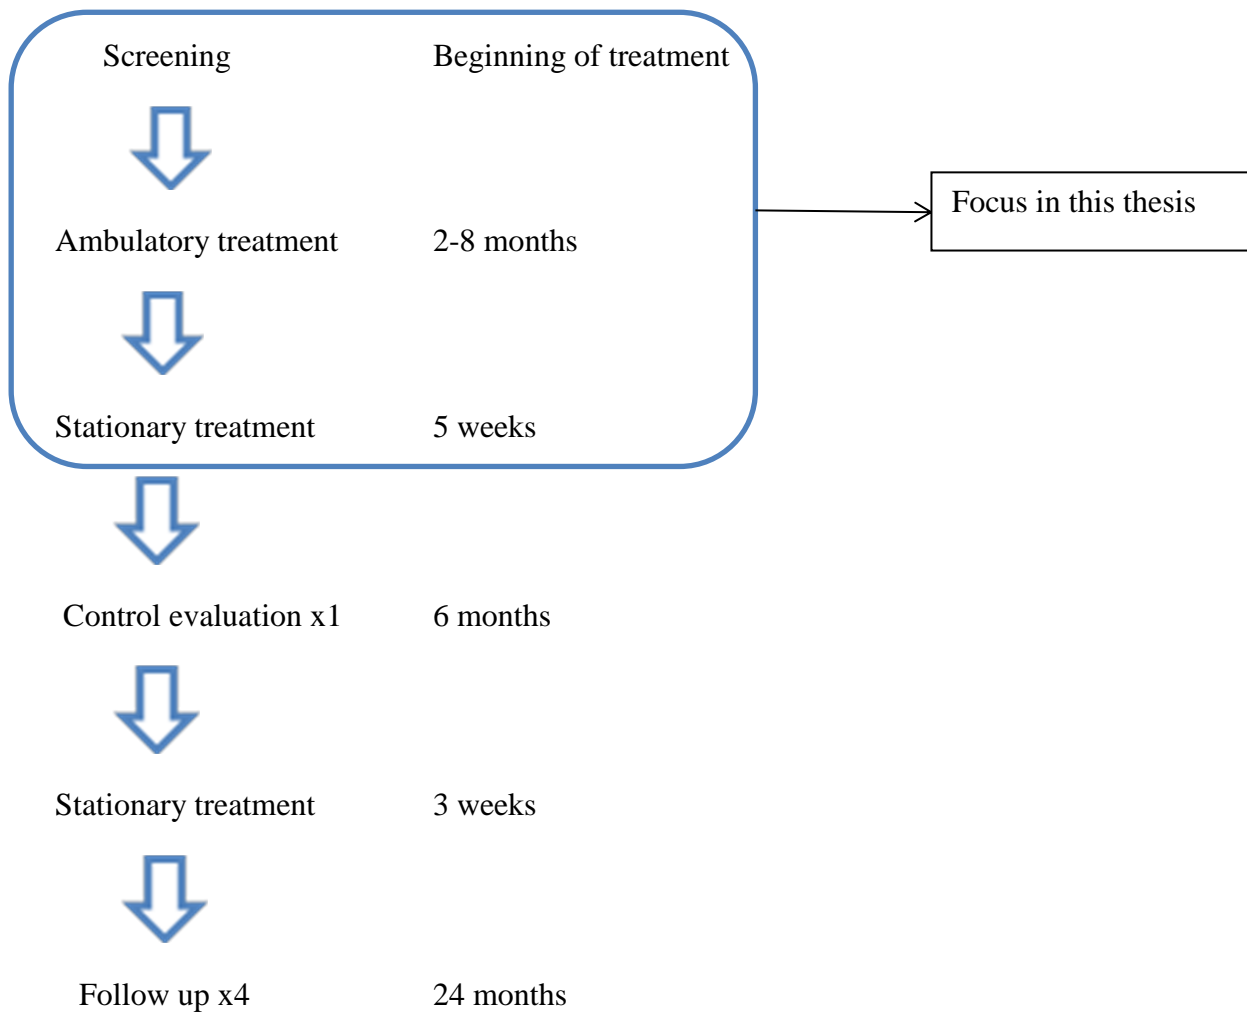 Screening Beginning of treatment
Focus in this thesis
Ambulatory treatment 2-8 months
Stationary treatment 5 weeks
Control evaluation x1 6 months
Stationary treatment 3 weeks
Follow up x4 24 months